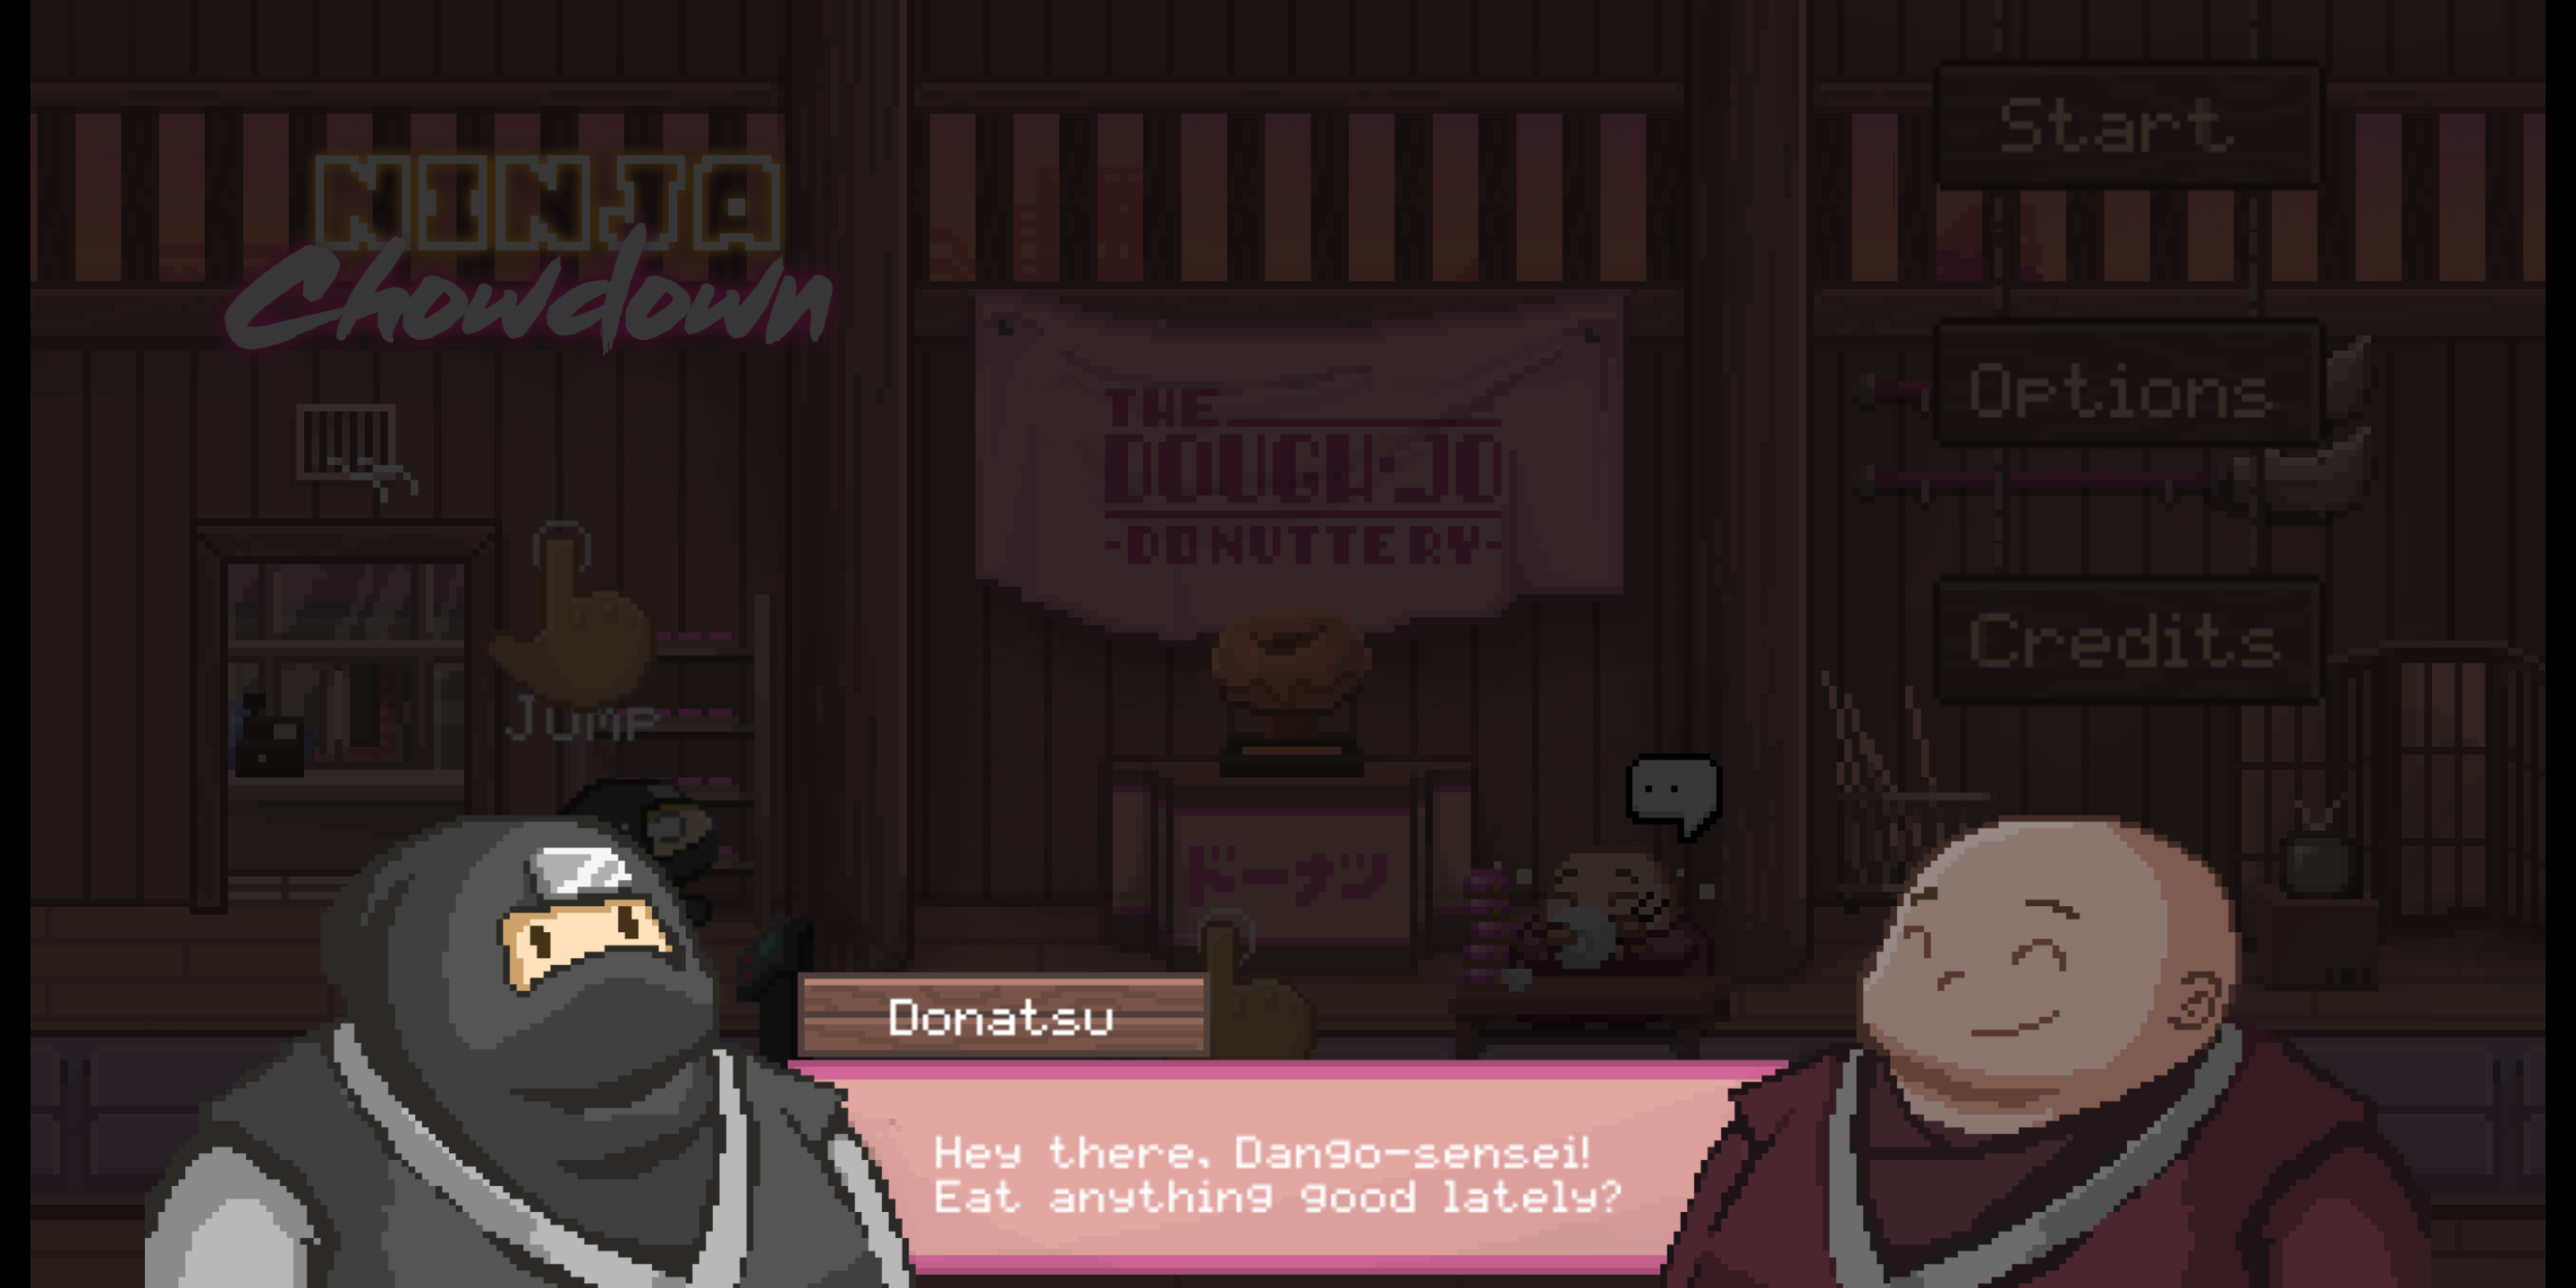 NINJA
Chowdown
Start
Options
Credits
THE
DOUGH-JO
-DONUTTERY-
JUMP
ドーナツ
Donatsu
Hey there, Dango-sensei!
Eat anything good lately?